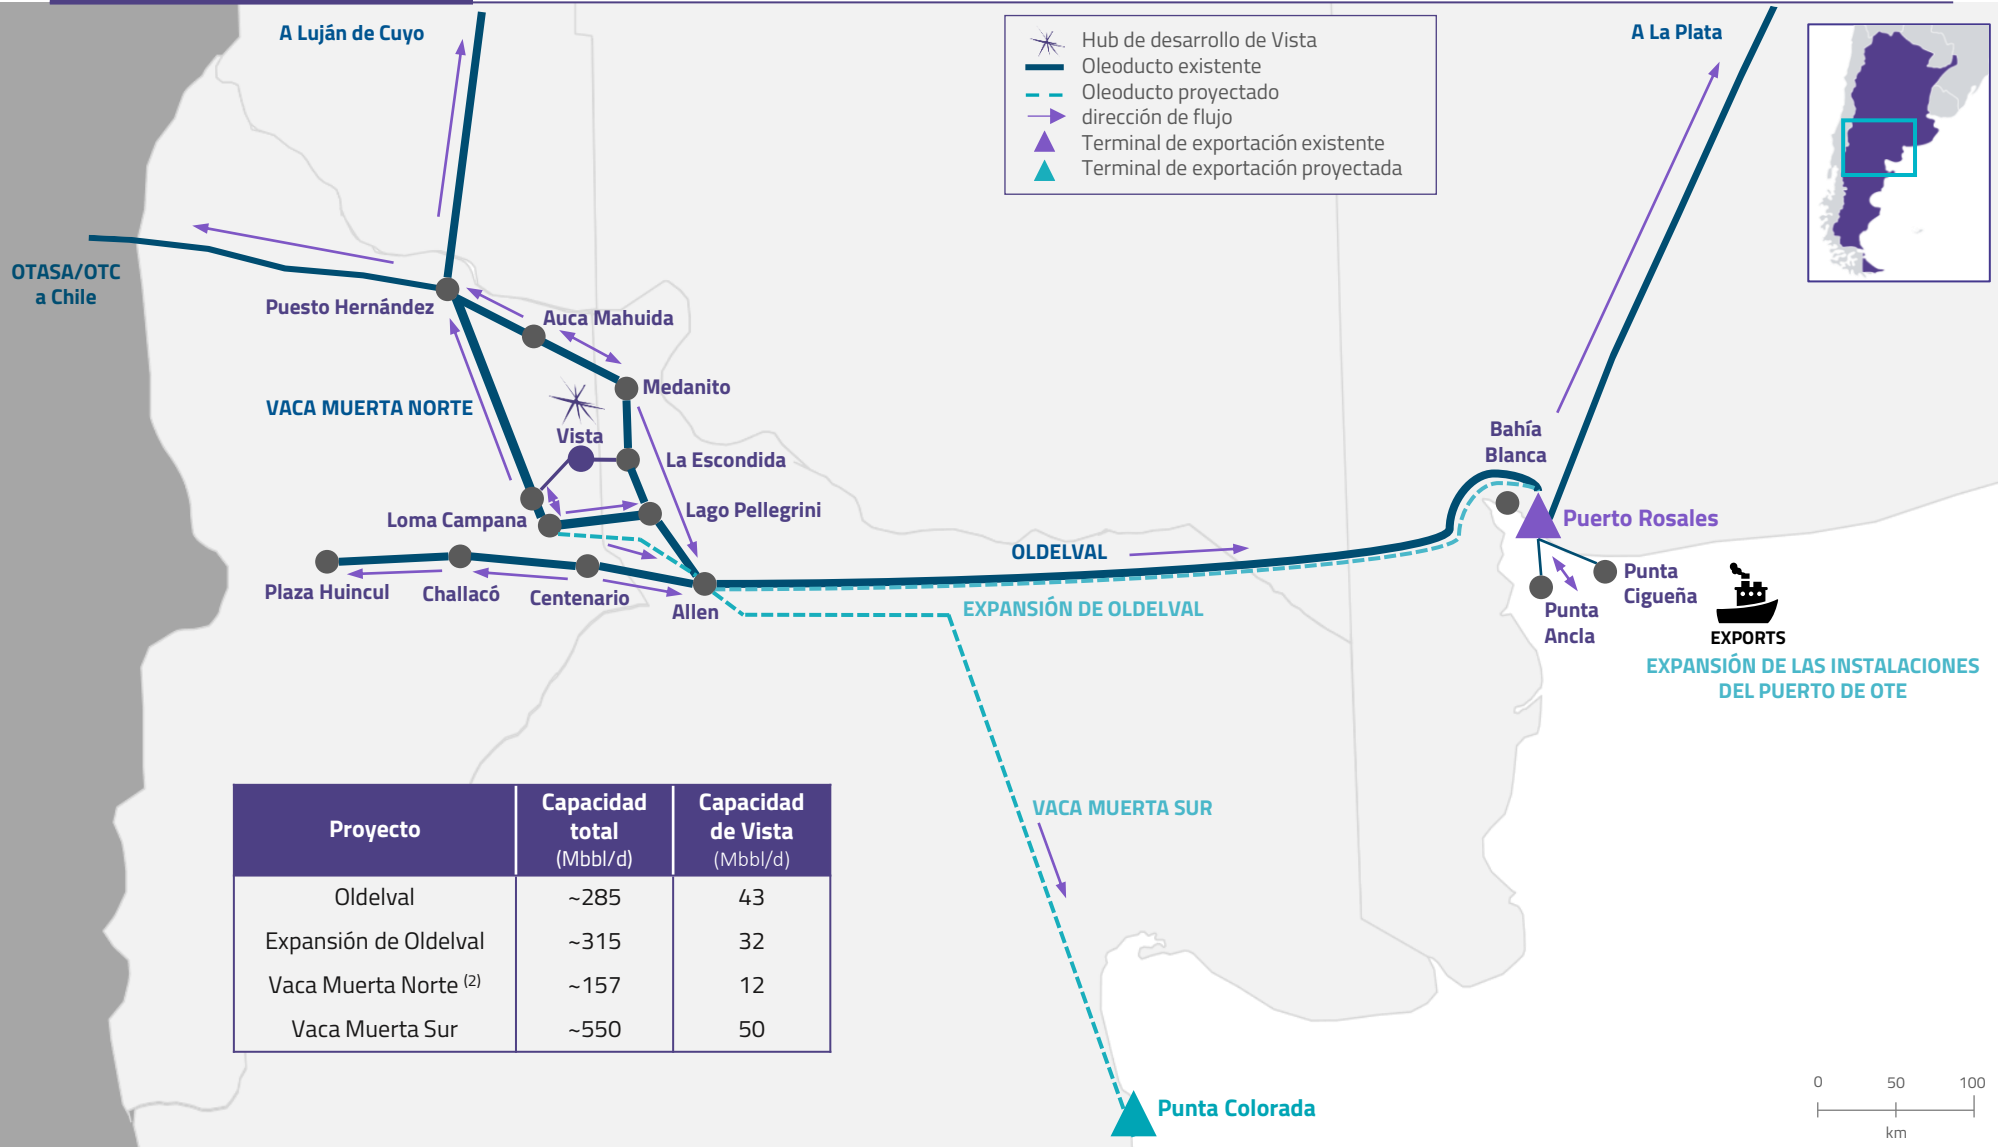 A Luján de Cuyo
Hub de desarrollo de Vista
Oleoducto existente
Oleoducto proyectado
dirección de flujo
Terminal de exportación existente
Terminal de exportación proyectada
A La Plata
OTASA/OTC
a Chile
Puesto Hernández
Auca Mahuida
Medanito
VACA MUERTA NORTE
Vista
La Escondida
Loma Campana
Lago Pellegrini
Plaza Huincul
Challacó
Centenario
Allen
OLDELVAL
EXPANSIÓN DE OLDELVAL
Bahía
Blanca
Puerto Rosales
Punta
Cigueña
Punta
Ancla
EXPORTS
EXPANSIÓN DE LAS INSTALACIONES
DEL PUERTO DE OTE
VACA MUERTA SUR
Punta Colorada
Proyecto Capacidad total (Mbbl/d) Capacidad de Vista (Mbbl/d)
Oldelval ~285 43
Expansión de Oldelval ~315 32
Vaca Muerta Norte (2) ~157 12
Vaca Muerta Sur ~550 50
0 50 100
km